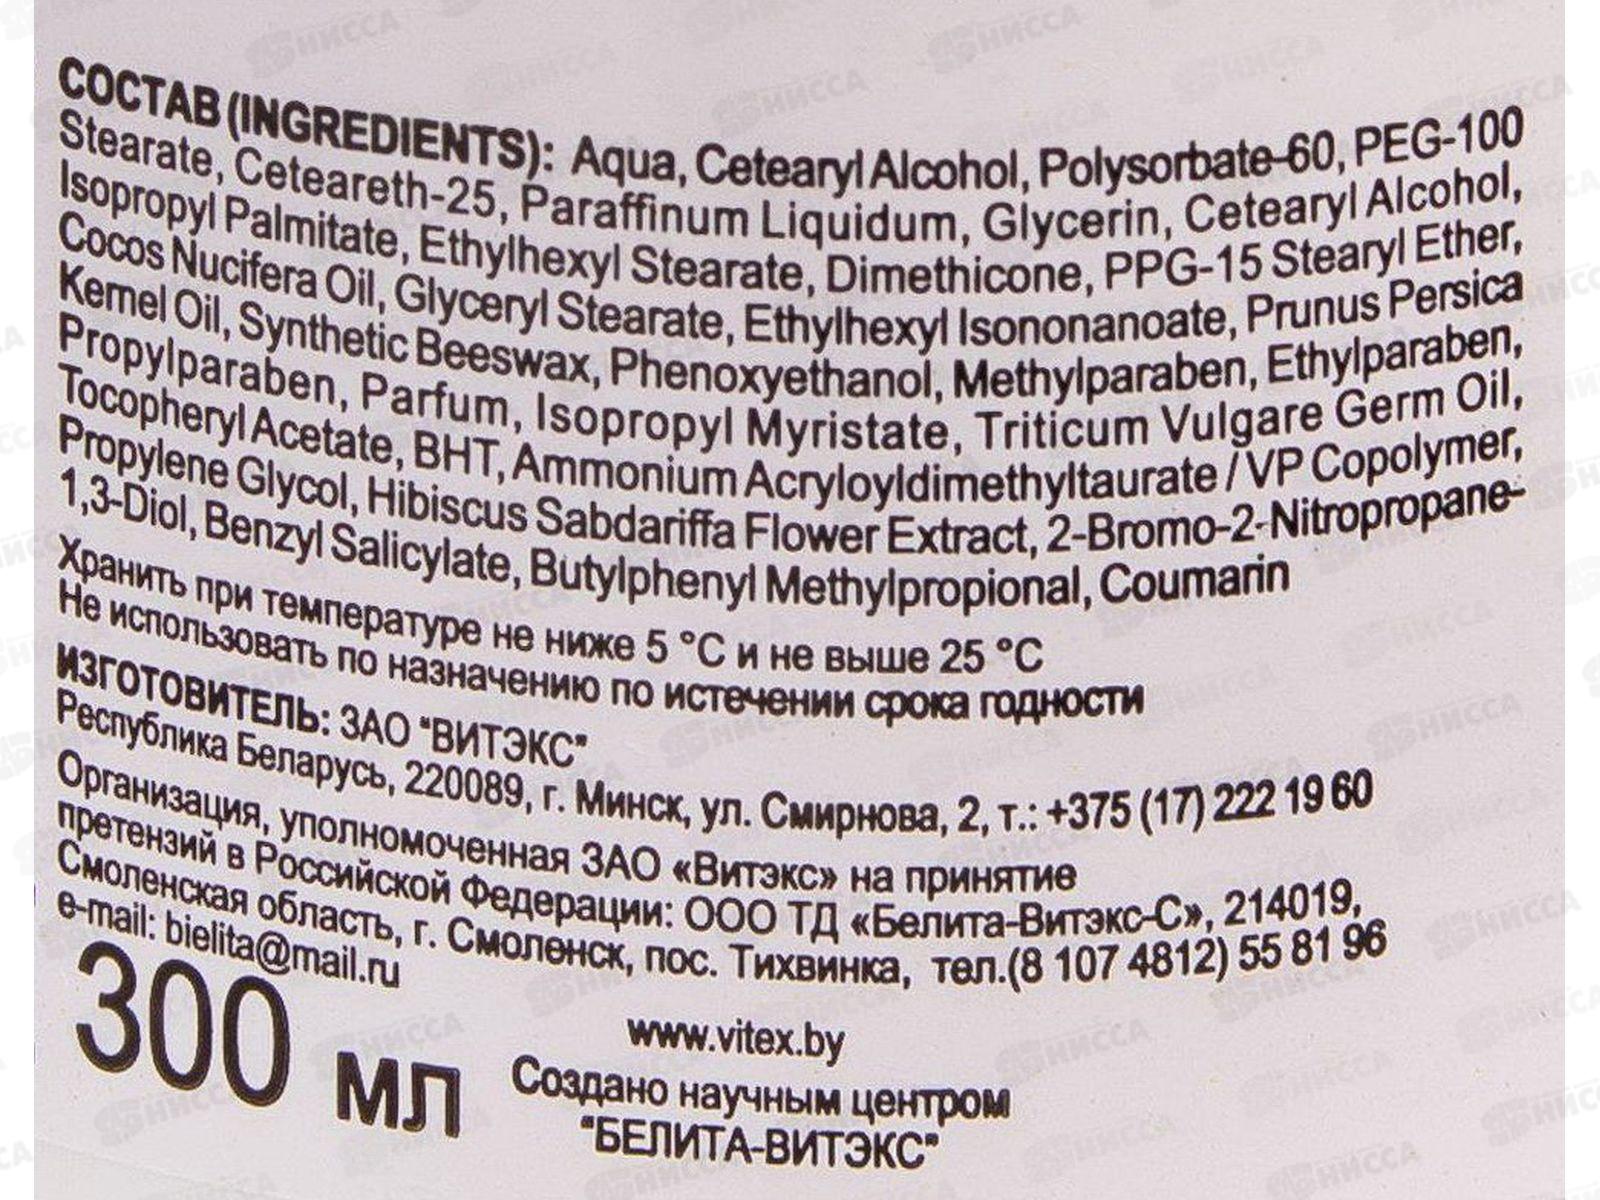 СОСТАВ (INGREDIENTS): Aqua, Cetearyl Alcohol, Polysorbate-60, PEG-100
Stearate, Ceteareth-25, Paraffinum Liquidum, Glycerin, Cetearyl Alcohol,
Isopropyl Palmitate, Ethylhexyl Stearate, Dimethicone, PPG-15 Stearyl Ether,
Cocos Nucifera Oil, Glyceryl Stearate, Ethylhexyl Isononanoate, Prunus Persica
Kernel Oil, Synthetic Beeswax, Phenoxyethanol, Methylparaben, Ethylparaben,
Propylparaben, Parfum, Isopropyl Myristate, Triticum Vulgare Germ Oil,
Tocopheryl Acetate, BHT, Ammonium Acryloyldimethyltaurate / VP Copolymer,
Propylene Glycol, Hibiscus Sabdariffa Flower Extract, 2-Bromo-2-Nitropropane-
1,3-Diol, Benzyl Salicylate, Butylphenyl Methylpropional, Coumarin
Хранить при температуре не ниже 5 °С и не выше 25 °С
Не использовать по назначению по истечении срока годности
ИЗГОТОВИТЕЛЬ: ЗАО "ВИТЭКС"
Республика Беларусь, 220089, г. Минск, ул. Смирнова, 2, т.: +375 (17) 222 19 60
Организация, уполномоченная ЗАО «Витэкс» на принятие
претензий в Российской Федерации: ООО ТД «Белита-Витэкс-С», 214019,
Смоленская область, г. Смоленск, пос. Тихвинка, тел.(8 107 4812) 55 81 96
e-mail: bielita@mail.ru
300 мл
www.vitex.by
Создано научным центром
"БЕЛИТА-ВИТЭКС"